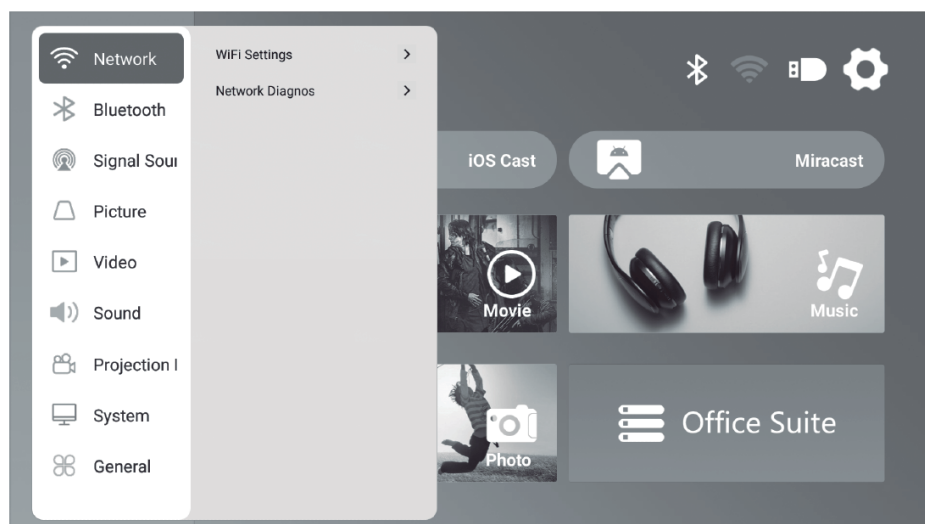 Network
Bluetooth
Signal Sour
Picture
Video
Sound
Projection I
System
General
WiFi Settings
Network Diagnos
iOS Cast
Miracast
Movie
Music
Photo
Office Suite